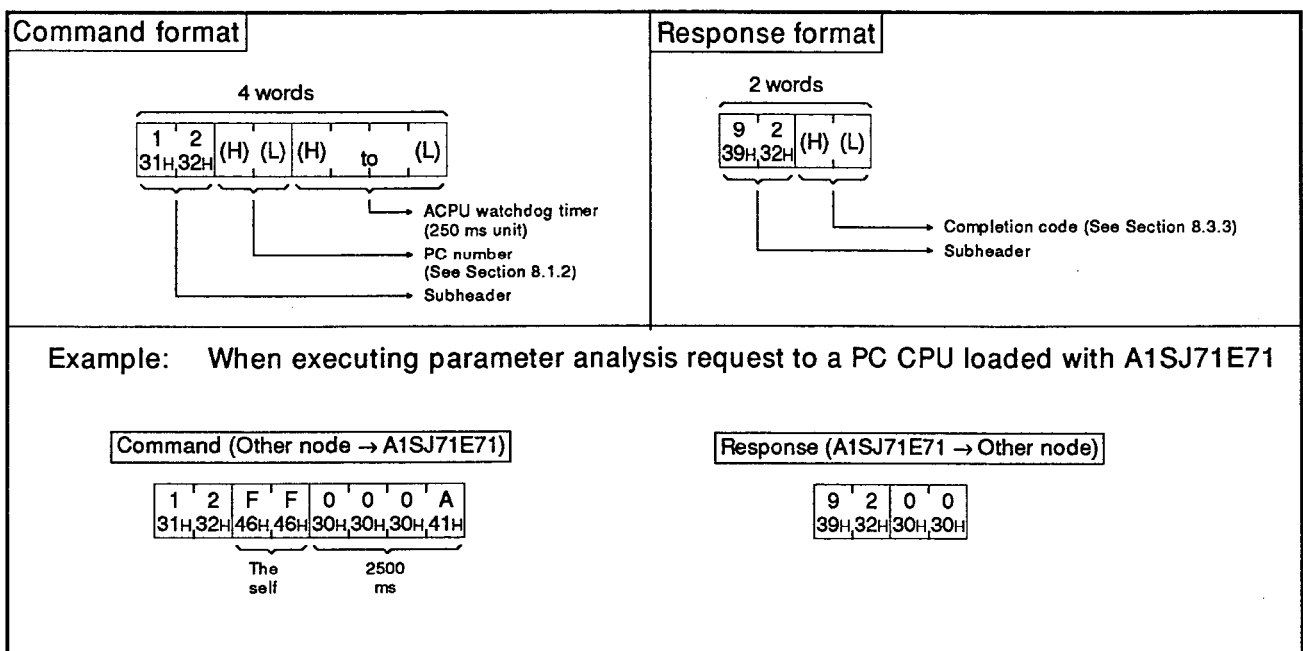 Command format
4 words
1 2 (H) (L) (H) to (L)
31H 32H
ACPU watchdog timer
(250 ms unit)
PC number
(See Section 8.1.2)
Subheader
Response format
2 words
9 2 (H) (L)
39H 32H
Completion code (See Section 8.3.3)
Subheader
Example: When executing parameter analysis request to a PC CPU loaded with A1SJ71E71
Command (Other node → A1SJ71E71)
1 2 F F 0 0 0 A
31H 32H 46H 46H 30H 30H 30H 41H
The
self
2500
ms
Response (A1SJ71E71 → Other node)
9 2 0 0
39H 32H 30H 30H